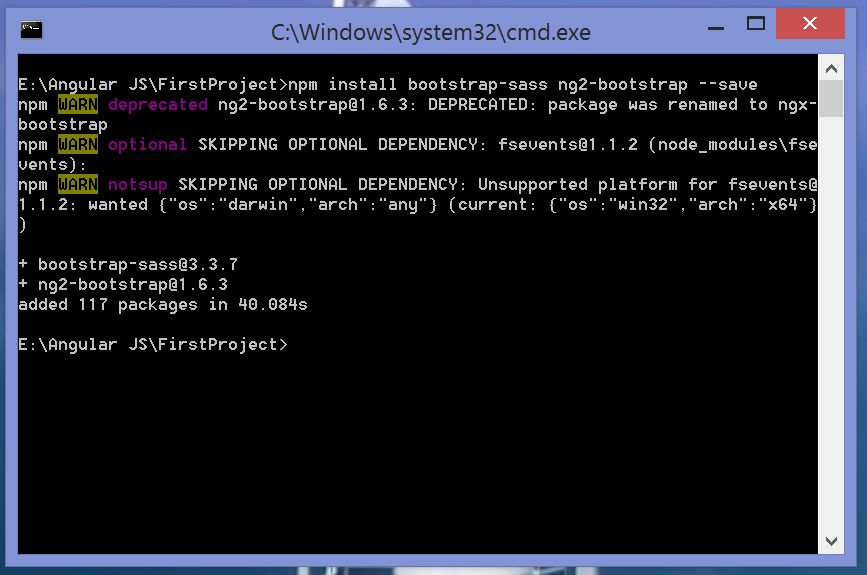 C:\Windows\system32\cmd.exe
E:\Angular JS\FirstProject>npm install bootstrap-sass ng2-bootstrap --save
npm WARN deprecated ng2-bootstrap@1.6.3: DEPRECATED: package was renamed to ngx-
bootstrap
npm WARN optional SKIPPING OPTIONAL DEPENDENCY: fsevents@1.1.2 (node_modules\fse
vents):
npm WARN notsup SKIPPING OPTIONAL DEPENDENCY: Unsupported platform for fsevents@
1.1.2: wanted {"os":"darwin","arch":"any"} (current: {"os":"win32","arch":"x64"}
)
+ bootstrap-sass@3.3.7
+ ng2-bootstrap@1.6.3
added 117 packages in 40.084s
E:\Angular JS\FirstProject>